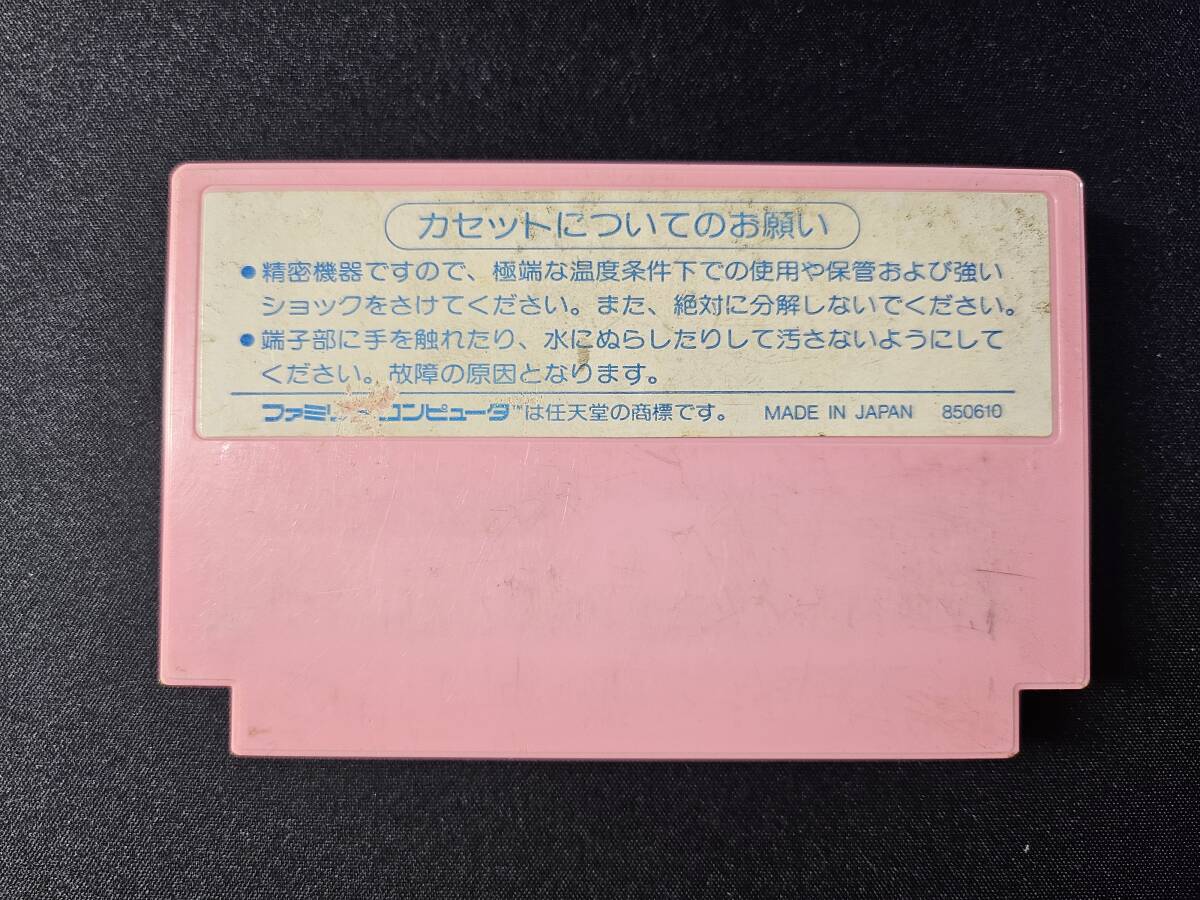 カセットについてのお願い
●精密機器ですので、極端な温度条件下での使用や保管および強い
ショックをさけてください。また、絶対に分解しないでください。
●端子部に手を触れたり、水にぬらしたりして汚さないようにして
ください。故障の原因となります。
ファミリーコンピュータ™は任天堂の商標です。 MADE IN JAPAN 850610